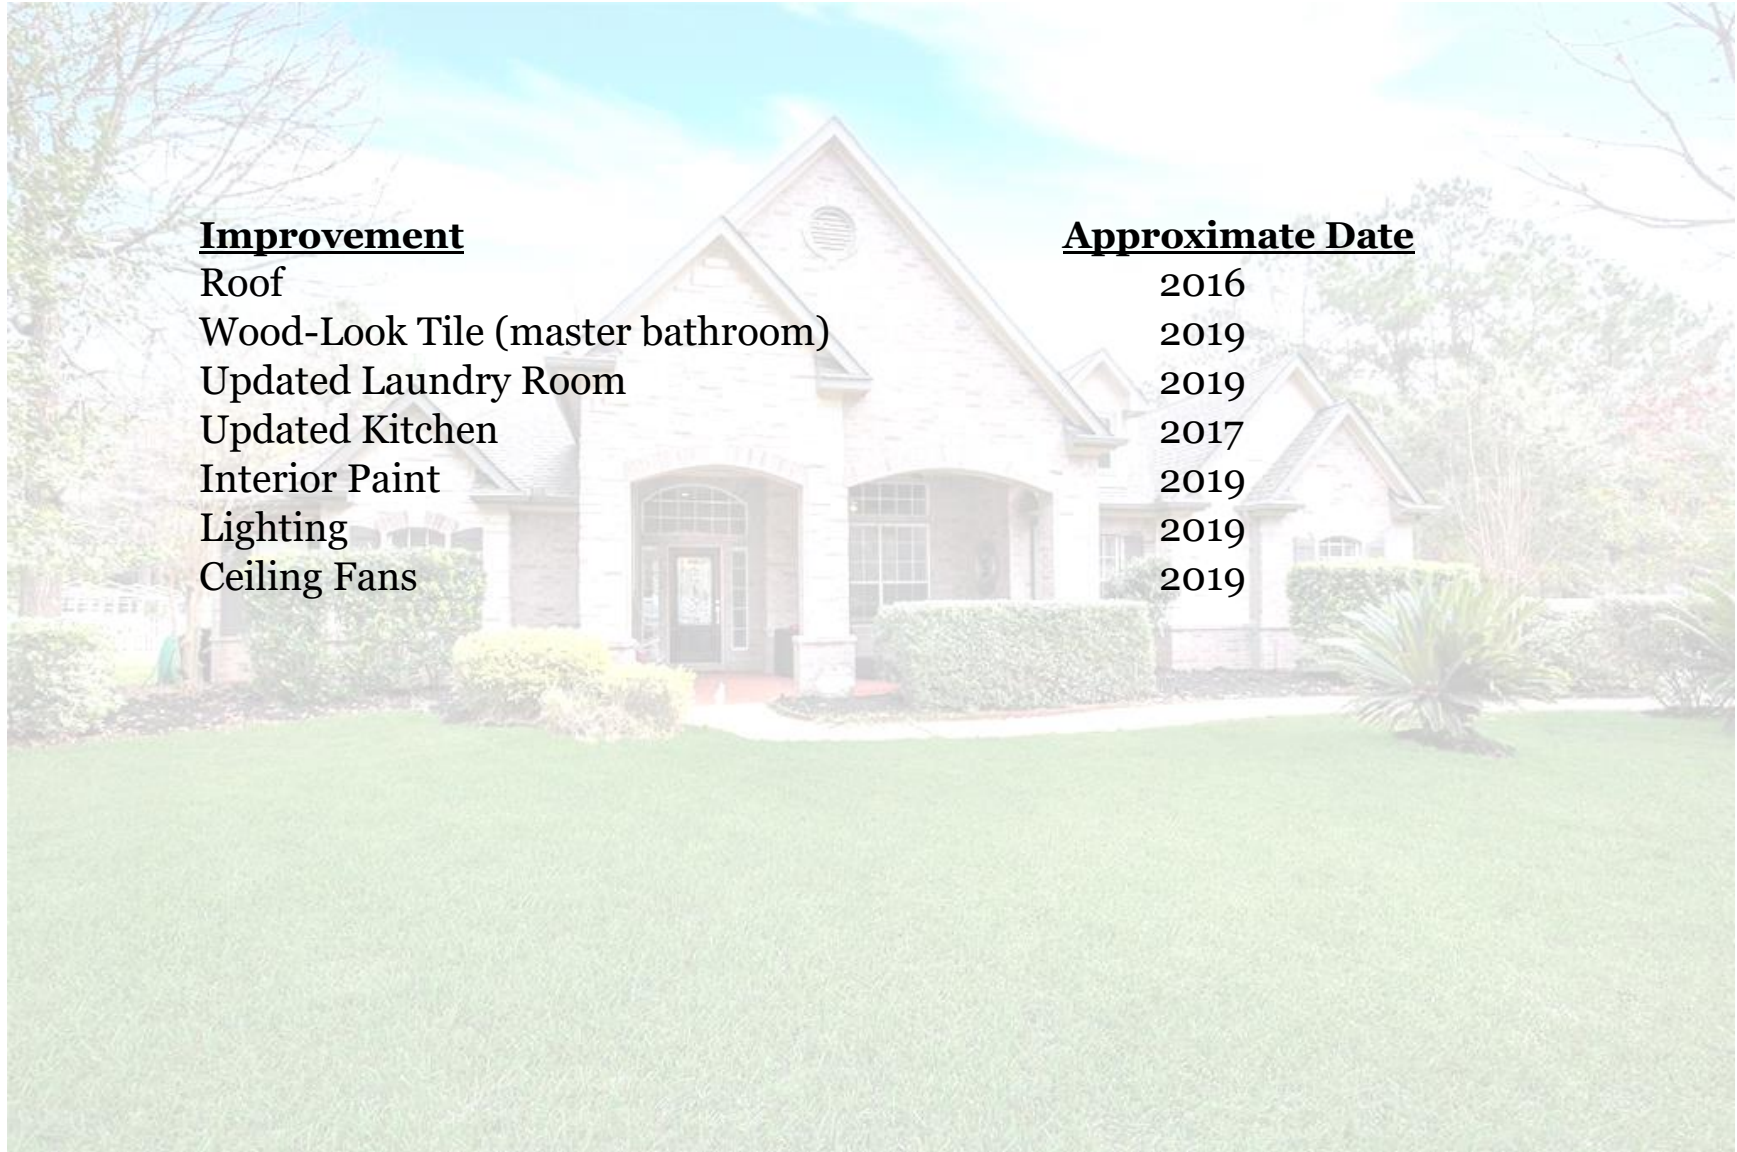 Improvement Approximate Date
Roof 2016
Wood-Look Tile (master bathroom) 2019
Updated Laundry Room 2019
Updated Kitchen 2017
Interior Paint 2019
Lighting 2019
Ceiling Fans 2019